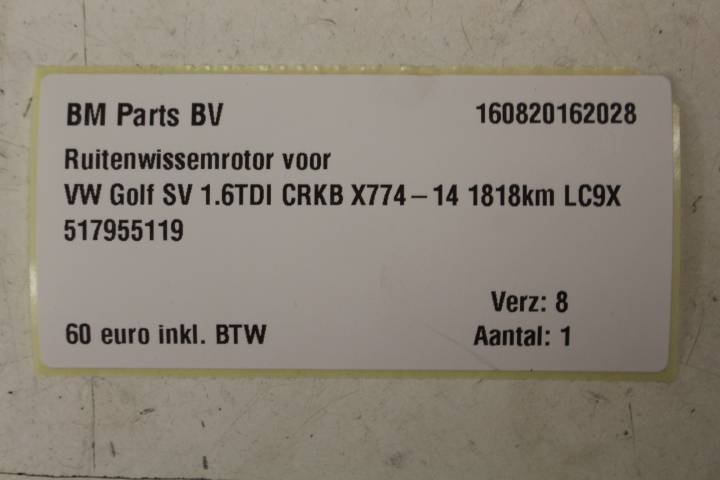 BM Parts BV 160820162028
Ruitenwissemrotor voor
VW Golf SV 1.6TDI CRKB X774–14 1818km LC9X
517955119
Verz: 8
60 euro inkl. BTW Aantal: 1